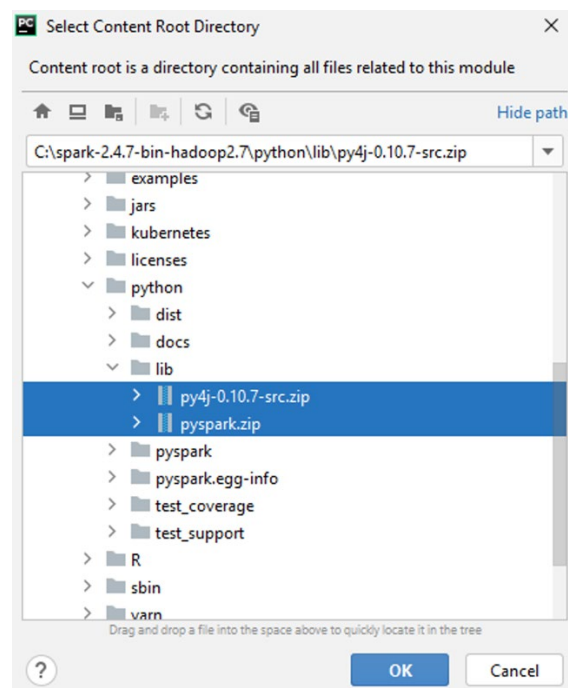 PC Select Content Root Directory
Content root is a directory containing all files related to this module
Hide path
C:\spark-2.4.7-bin-hadoop2.7\python\lib\py4j-0.10.7-src.zip
examples
jars
kubernetes
licenses
python
dist
docs
lib
py4j-0.10.7-src.zip
pyspark.zip
pyspark
pyspark.egg-info
test_coverage
test_support
R
sbin
yarn
Drag and drop a file into the space above to quickly locate it in the tree
? OK Cancel